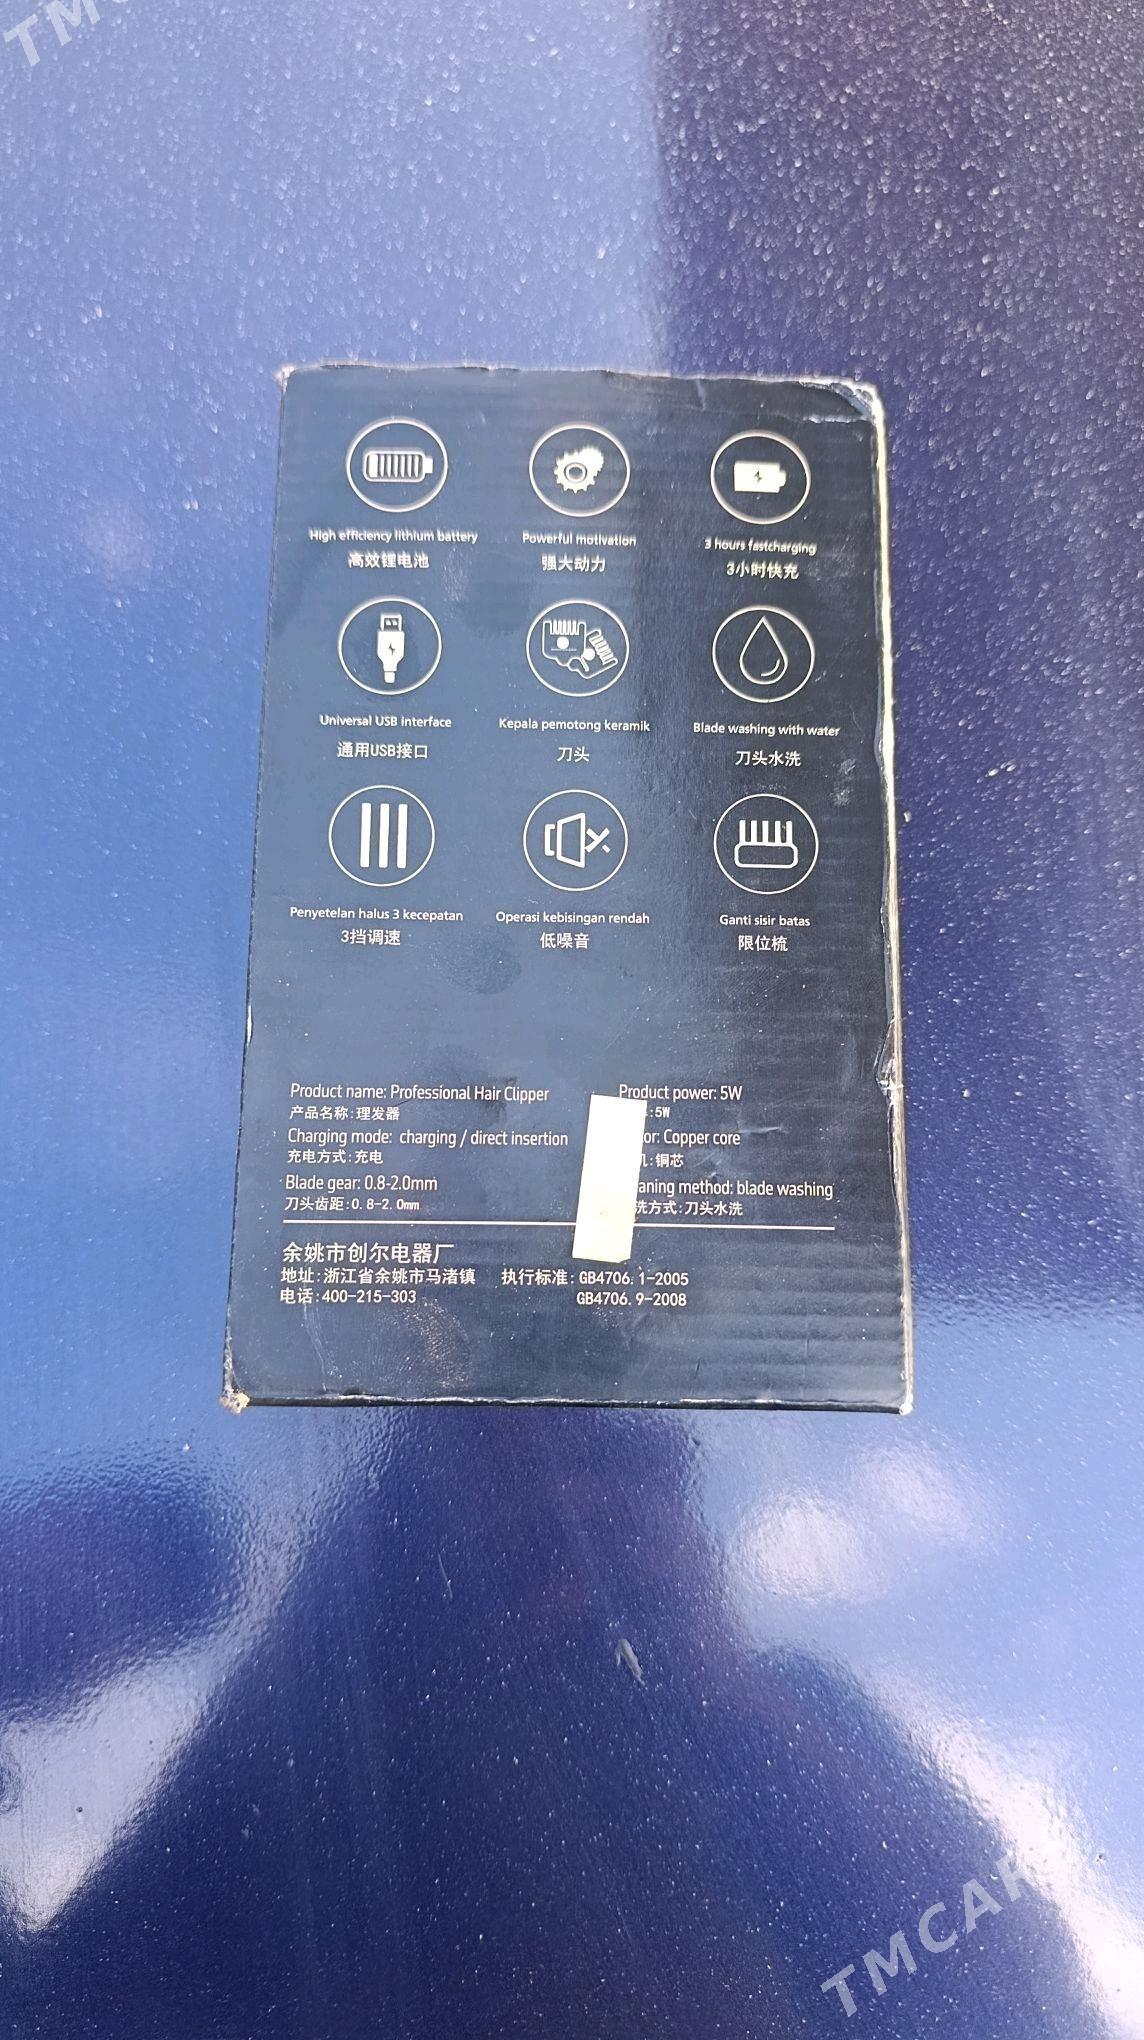 High efficiency lithium battery
高效锂电池
Powerful motivation
强大动力
3 hours fastcharging
3小时快充
Universal USB interface
通用USB接口
Kepala pemotong keramik
刀头
Blade washing with water
刀头水洗
Penyetelan halus 3 kecepatan
3挡调速
Operasi kebisingan rendah
低噪音
Ganti sisir batas
限位梳
Product name: Professional Hair Clipper
产品名称:理发器
Charging mode: charging / direct insertion
充电方式:充电
Blade gear: 0.8-2.0mm
刀头齿距:0.8-2.0mm
Product power: 5W
:5W
Copper core
铜芯
method: blade washing
洗方式:刀头水洗
余姚市创尔电器厂
地址:浙江省余姚市马渚镇
电话:400-215-303
执行标准:GB4706.1-2005
GB4706.9-2008
TMCAR